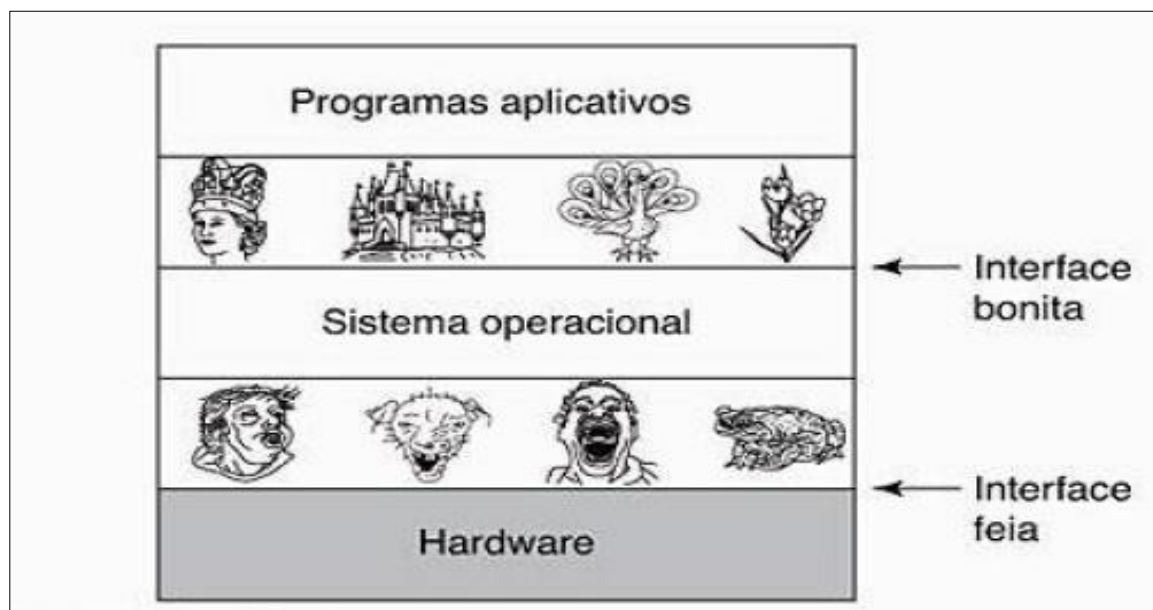 Programas aplicativos
Interface
bonita
Sistema operacional
Interface
feia
Hardware